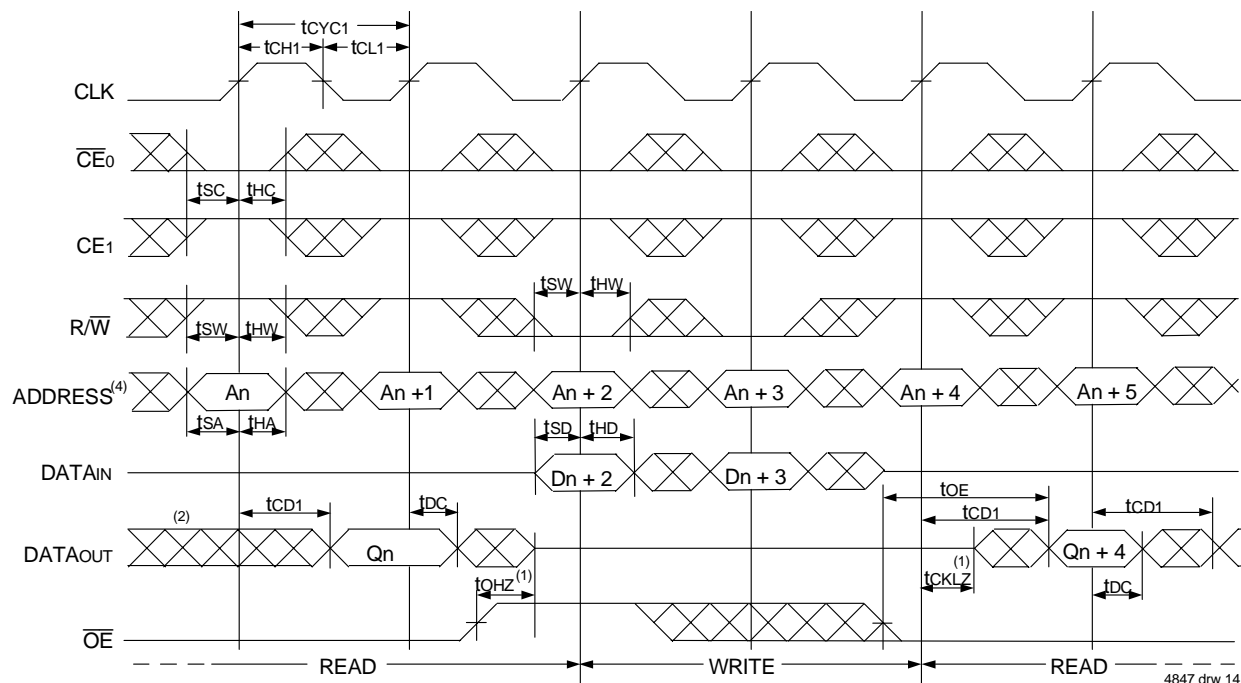 tCYC1
tCH1 tCL1
CLK
CE0
tSC tHC
CE1
tSW tHW
R/W
tSW tHW
ADDRESS(4) An An +1 An + 2 An + 3 An + 4 An + 5
tSA tHA tSD tHD
DATAIN Dn + 2 Dn + 3
tOE
tCD1 tDC tCD1 tCD1
(2)
DATAOUT Qn Qn + 4
(1)
tOHZ(1) tCKLZ tDC
OE
READ WRITE READ
4847 drw 14